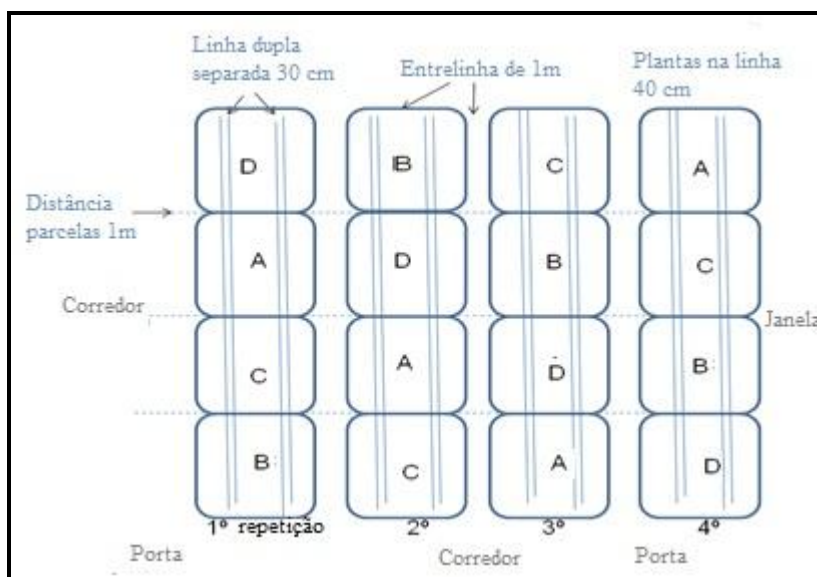 Linha dupla
separada 30 cm
Entrelinha de 1m
Plantas na linha
40 cm
D
B
C
A
Distância
parcelas 1m
A
D
B
C
Corredor
Janela
C
A
D
B
B
C
A
D
1º repetição
2º
3º
4º
Porta
Corredor
Porta